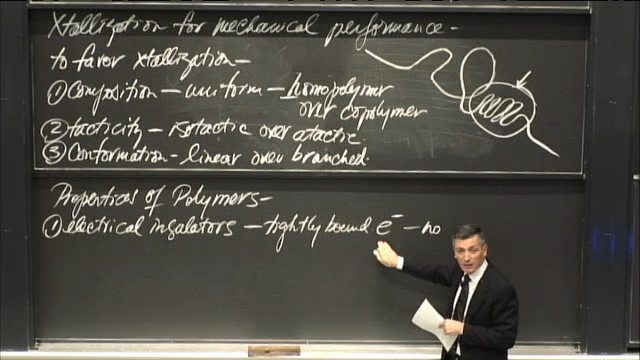 Xtallization for mechanical performance -
to favor xtallization -
① Composition - uniform - homopolymer
over copolymer
② tacticity - isotactic over atactic.
③ Conformation - linear over branched.
Properties of Polymers -
① electrical insulators - tightly bound e⁻ - no